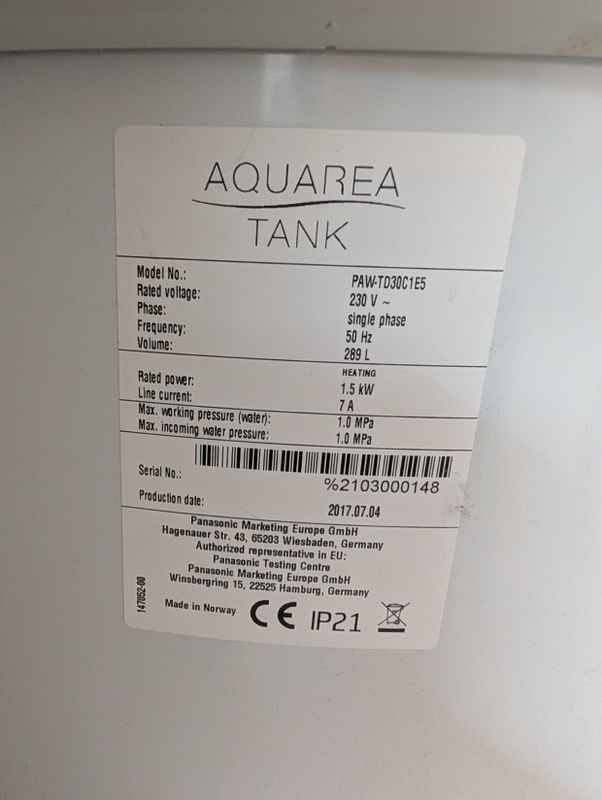 AQUAREA
TANK
Model No.: PAW-TD30C1E5
Rated voltage: 230 V ~
Phase: single phase
Frequency: 50 Hz
Volume: 289 L
HEATING
Rated power: 1.5 kW
Line current: 7 A
Max. working pressure (water): 1.0 MPa
Max. incoming water pressure: 1.0 MPa
Serial No.: %2103000148
Production date: 2017.07.04
Panasonic Marketing Europe GmbH
Hagenauer Str. 43, 65203 Wiesbaden, Germany
Authorized representative in EU:
Panasonic Testing Centre
Panasonic Marketing Europe GmbH
Winsbergring 15, 22525 Hamburg, Germany
147052-00
Made in Norway CE IP21